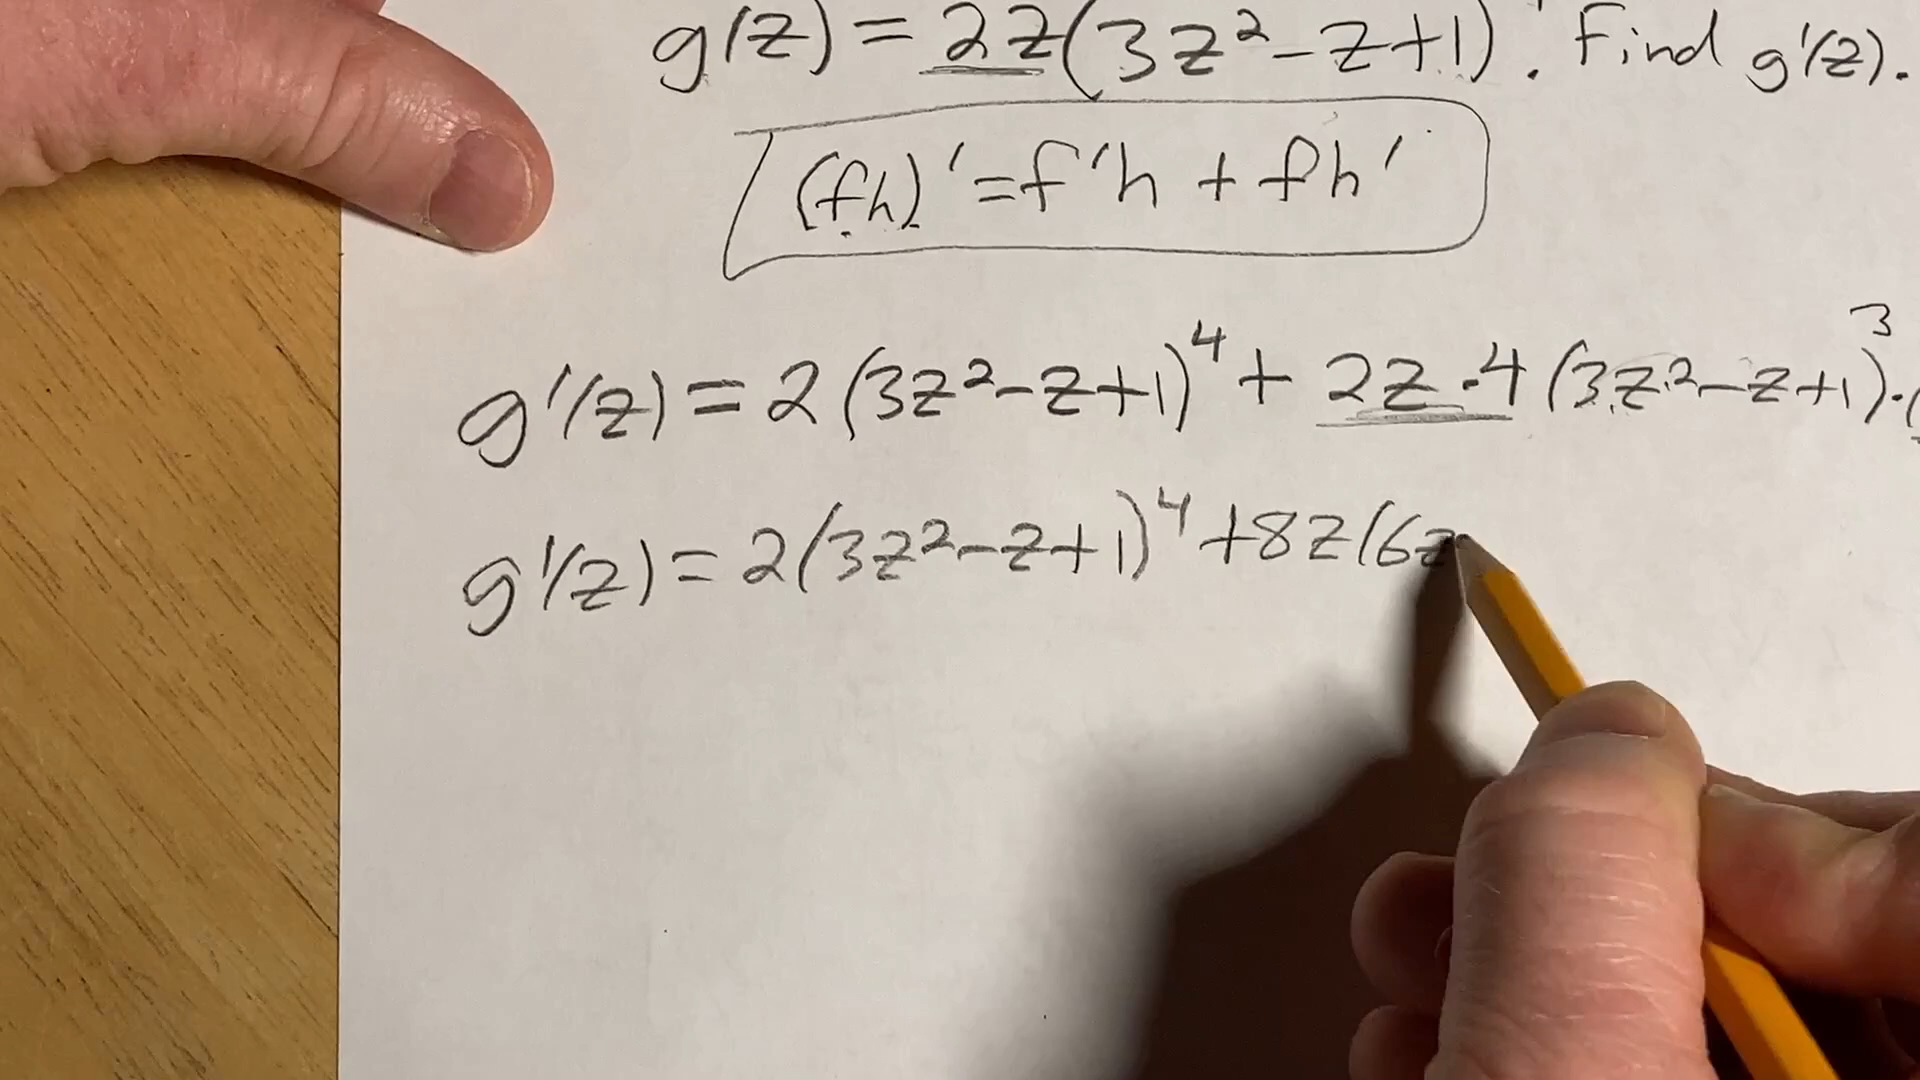 g(z) = 2z(3z²-z+1). Find g'(z).
(fh)' = f'h + fh'
g'(z) = 2(3z²-z+1)⁴ + 2z·4(3z²-z+1)³·(
g'(z) = 2(3z²-z+1)⁴ +8z(6z